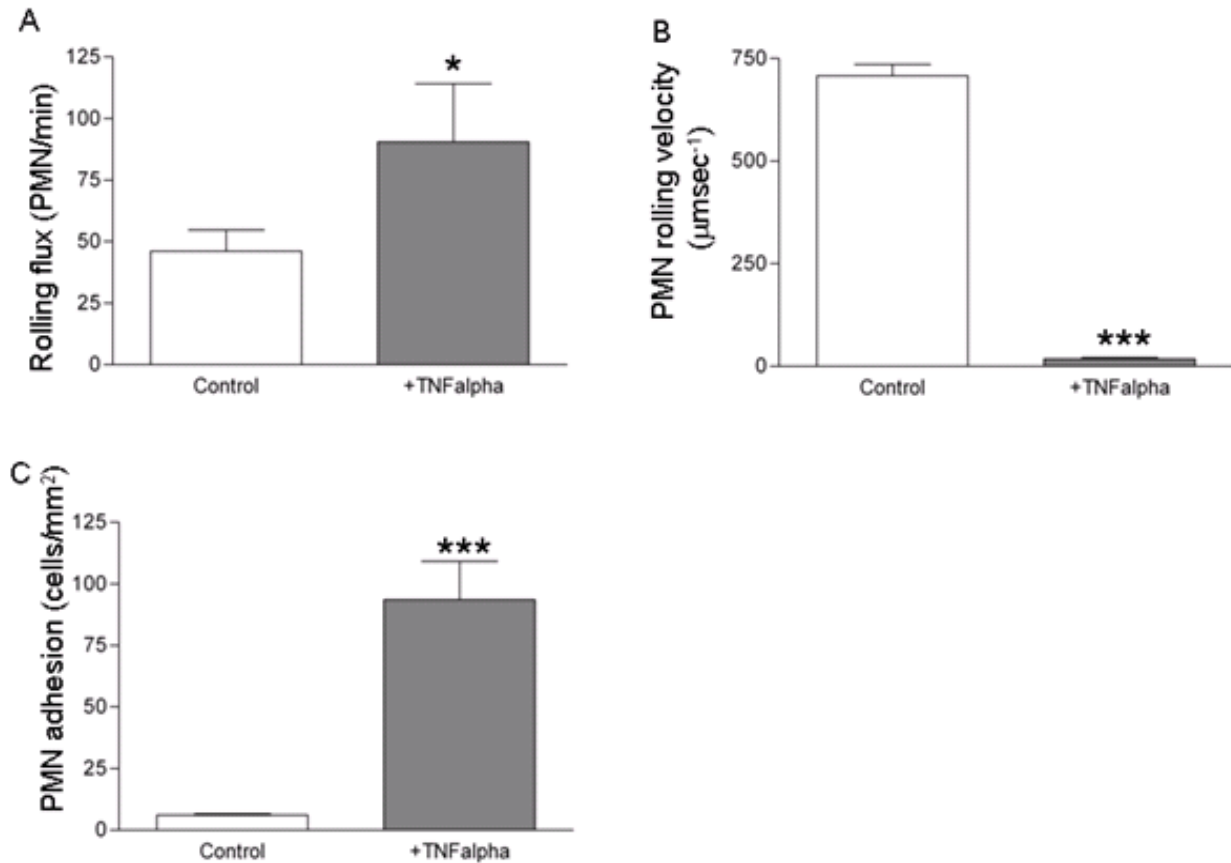 A
Rolling flux (PMN/min)
125
100
75
50
25
0
*
Control
+TNFalpha
B
PMN rolling velocity
(μmsec⁻¹)
750
500
250
0
***
Control
+TNFalpha
C
PMN adhesion (cells/mm²)
125
100
75
50
25
0
***
Control
+TNFalpha